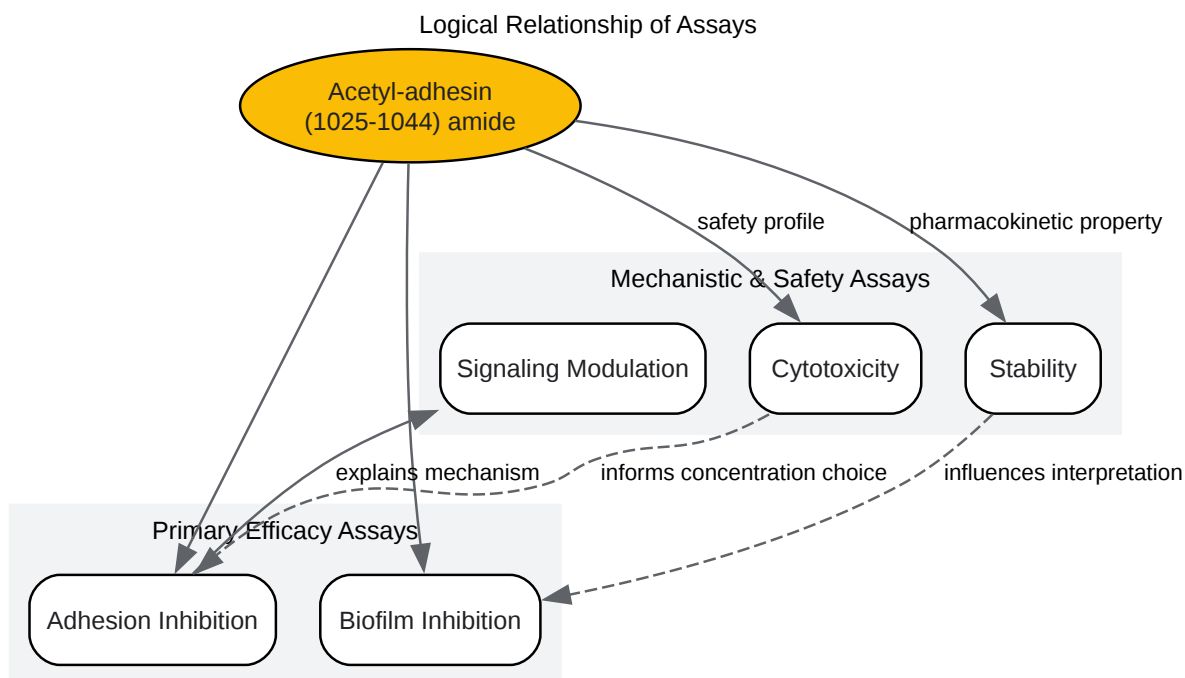 Logical Relationship of Assays
Acetyl-adhesin
(1025-1044) amide
safety profile
pharmacokinetic property
Mechanistic & Safety Assays
Signaling Modulation
Cytotoxicity
Stability
explains mechanism
informs concentration choice
influences interpretation
Primary Efficacy Assays
Adhesion Inhibition
Biofilm Inhibition